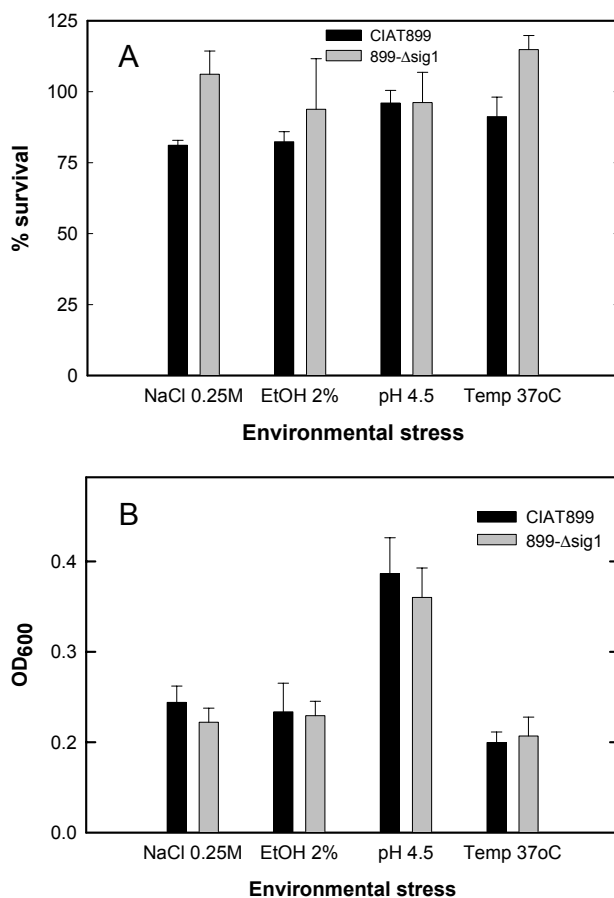 125
100
75
50
25
0
% survival
A
CIAT899
899-Δsig1
NaCl 0.25M EtOH 2% pH 4.5 Temp 37oC
Environmental stress
B
CIAT899
899-Δsig1
0.4
0.3
0.2
0.0
OD600
NaCl 0.25M EtOH 2% pH 4.5 Temp 37oC
Environmental stress